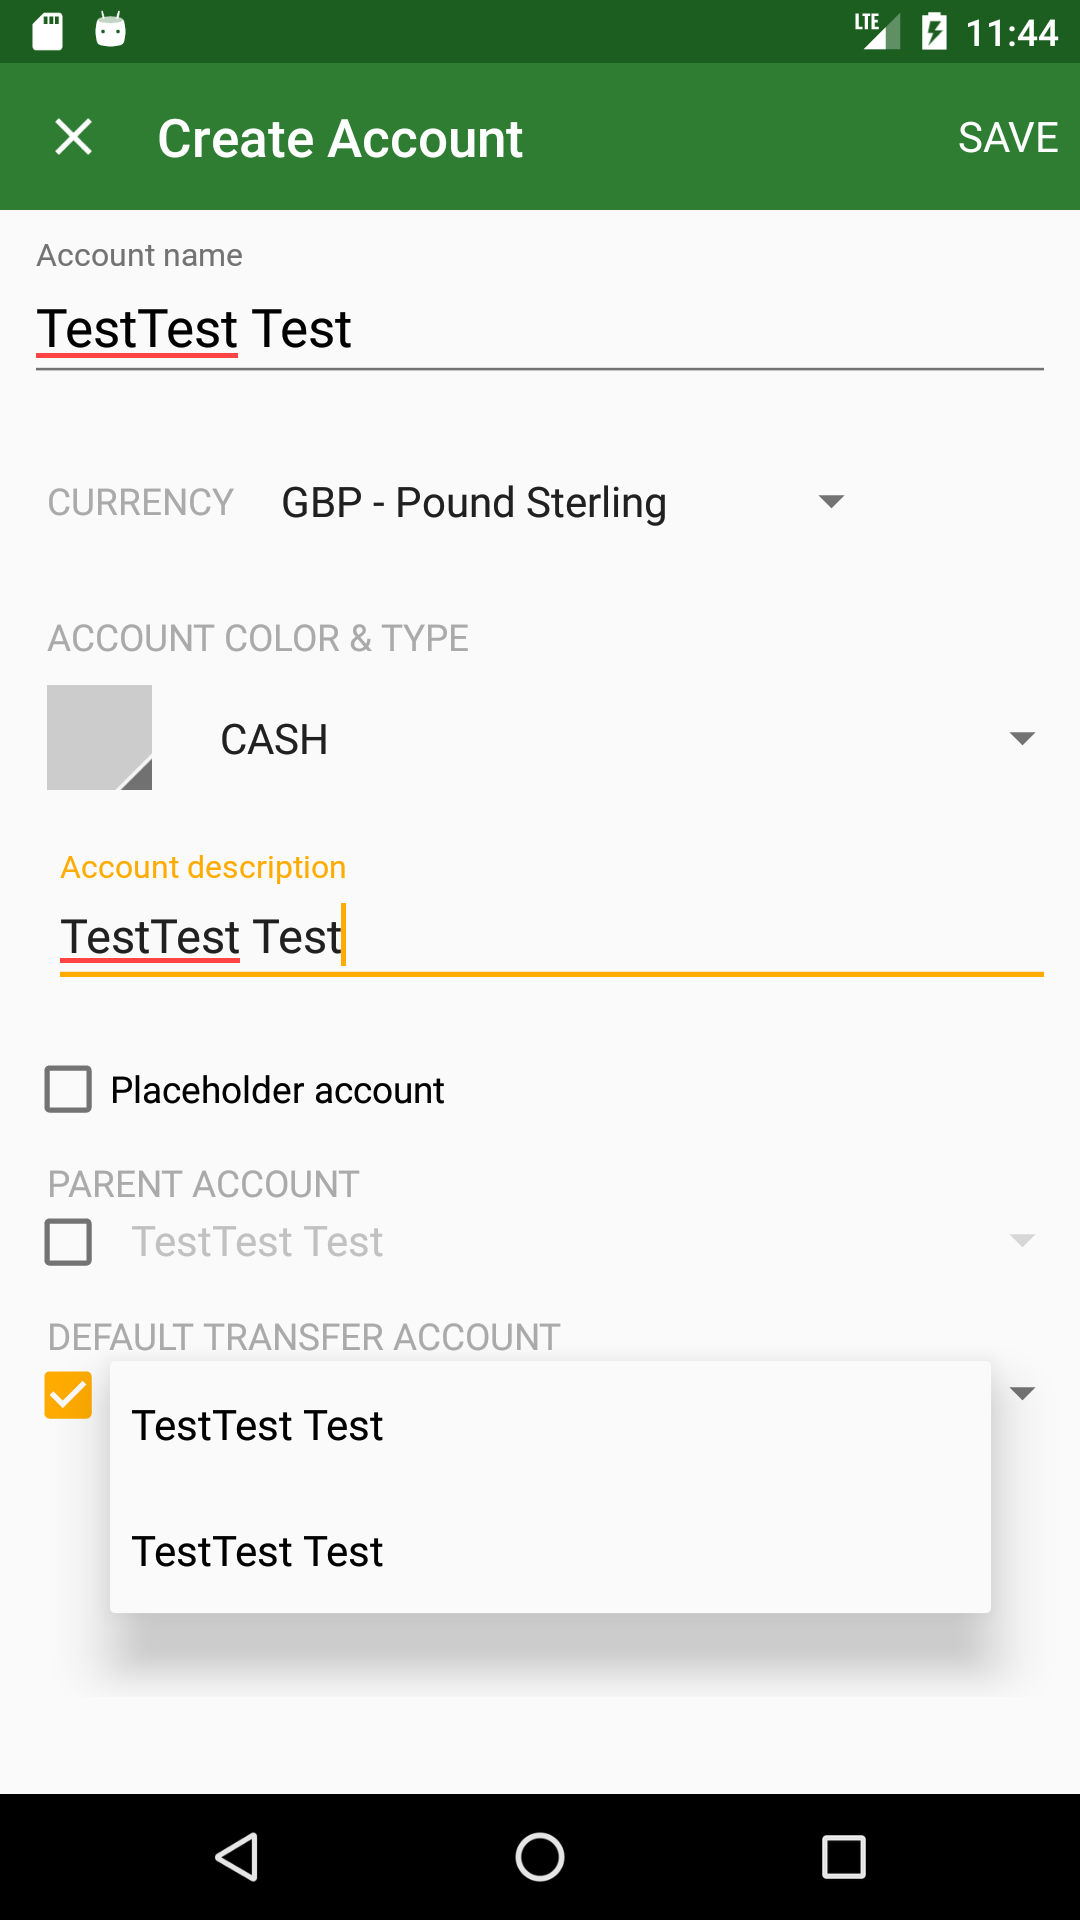 LTE 11:44
Create Account SAVE
Account name
TestTest Test
CURRENCY GBP - Pound Sterling
ACCOUNT COLOR & TYPE
CASH
Account description
TestTest Test
Placeholder account
PARENT ACCOUNT
TestTest Test
DEFAULT TRANSFER ACCOUNT
TestTest Test
TestTest Test